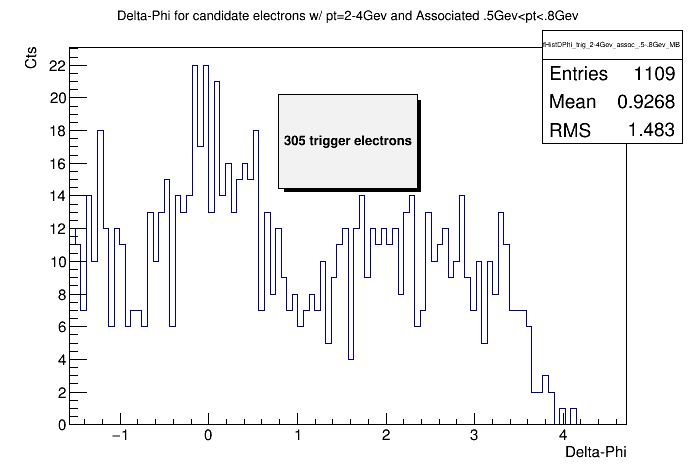 Delta-Phi for candidate electrons w/ pt=2-4Gev and Associated .5Gev<pt<.8Gev
Cts
fHistDPhi_trig_2-4Gev_assoc_.5-.8Gev_MB
Entries 1109
Mean 0.9268
RMS 1.483
305 trigger electrons
22
20
18
16
14
12
10
8
6
4
2
0
−1 0 1 2 3 4
Delta-Phi